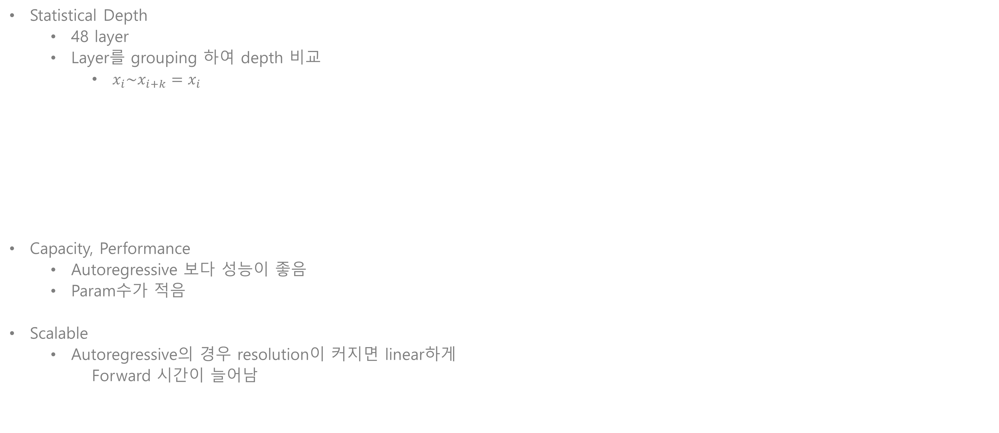 • Statistical Depth
• 48 layer
• Layer를 grouping 하여 depth 비교
• $x_i \sim x_{i+k} = x_i$
• Capacity, Performance
• Autoregressive 보다 성능이 좋음
• Param수가 적음
• Scalable
• Autoregressive의 경우 resolution이 커지면 linear하게
Forward 시간이 늘어남